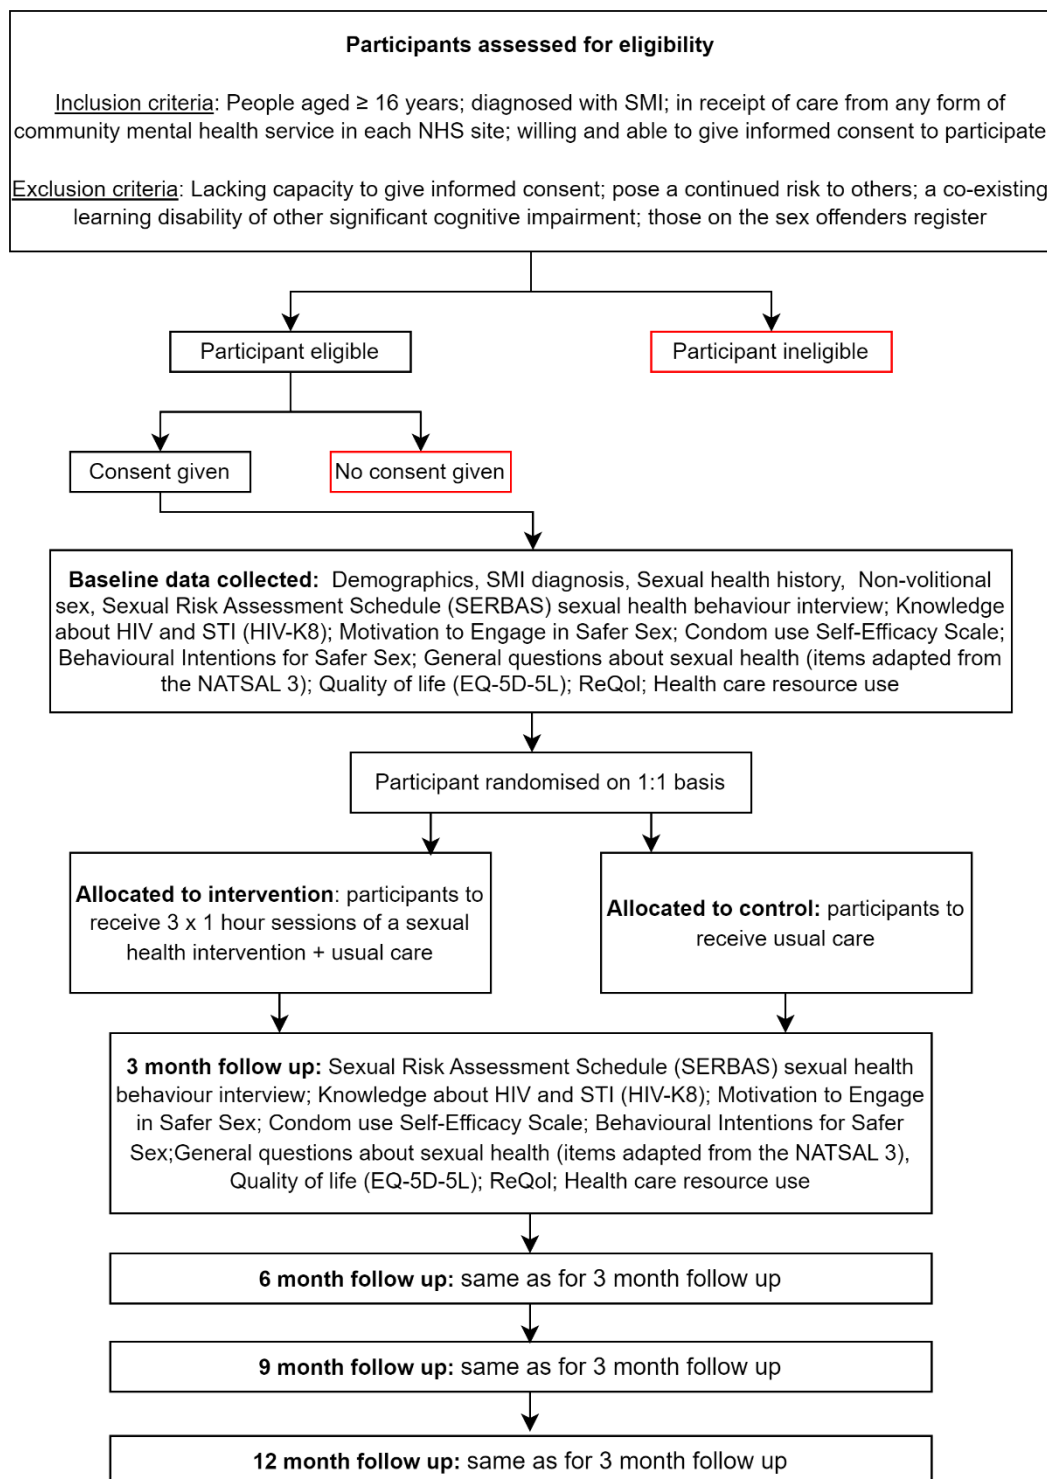 Participants assessed for eligibility
Inclusion criteria: People aged ≥ 16 years; diagnosed with SMI; in receipt of care from any form of
community mental health service in each NHS site; willing and able to give informed consent to participate
Exclusion criteria: Lacking capacity to give informed consent; pose a continued risk to others; a co-existing
learning disability of other significant cognitive impairment; those on the sex offenders register
Participant eligible
Participant ineligible
Consent given
No consent given
Baseline data collected: Demographics, SMI diagnosis, Sexual health history, Non-volitional
sex, Sexual Risk Assessment Schedule (SERBAS) sexual health behaviour interview; Knowledge
about HIV and STI (HIV-K8); Motivation to Engage in Safer Sex; Condom use Self-Efficacy Scale;
Behavioural Intentions for Safer Sex; General questions about sexual health (items adapted from
the NATSAL 3); Quality of life (EQ-5D-5L); ReQol; Health care resource use
Participant randomised on 1:1 basis
Allocated to intervention: participants to
receive 3 x 1 hour sessions of a sexual
health intervention + usual care
Allocated to control: participants to
receive usual care
3 month follow up: Sexual Risk Assessment Schedule (SERBAS) sexual health
behaviour interview; Knowledge about HIV and STI (HIV-K8); Motivation to Engage
in Safer Sex; Condom use Self-Efficacy Scale; Behavioural Intentions for Safer
Sex;General questions about sexual health (items adapted from the NATSAL 3),
Quality of life (EQ-5D-5L); ReQol; Health care resource use
6 month follow up: same as for 3 month follow up
9 month follow up: same as for 3 month follow up
12 month follow up: same as for 3 month follow up